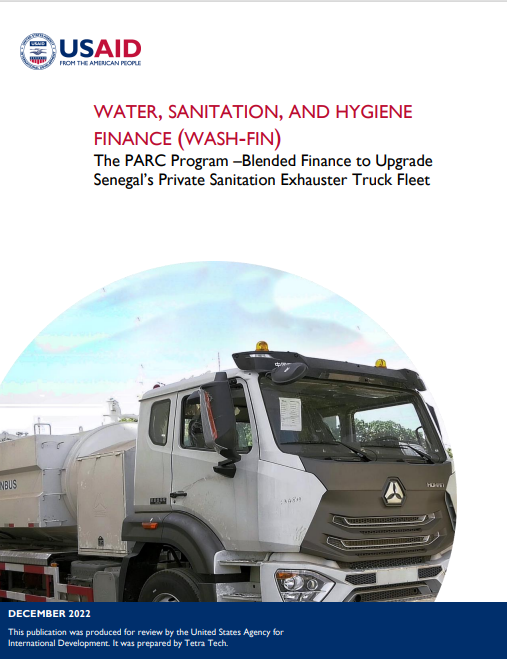 USAID
FROM THE AMERICAN PEOPLE
WATER, SANITATION, AND HYGIENE
FINANCE (WASH-FIN)
The PARC Program –Blended Finance to Upgrade
Senegal's Private Sanitation Exhauster Truck Fleet
NBUS
HOHAN
DECEMBER 2022
This publication was produced for review by the United States Agency for
International Development. It was prepared by Tetra Tech.